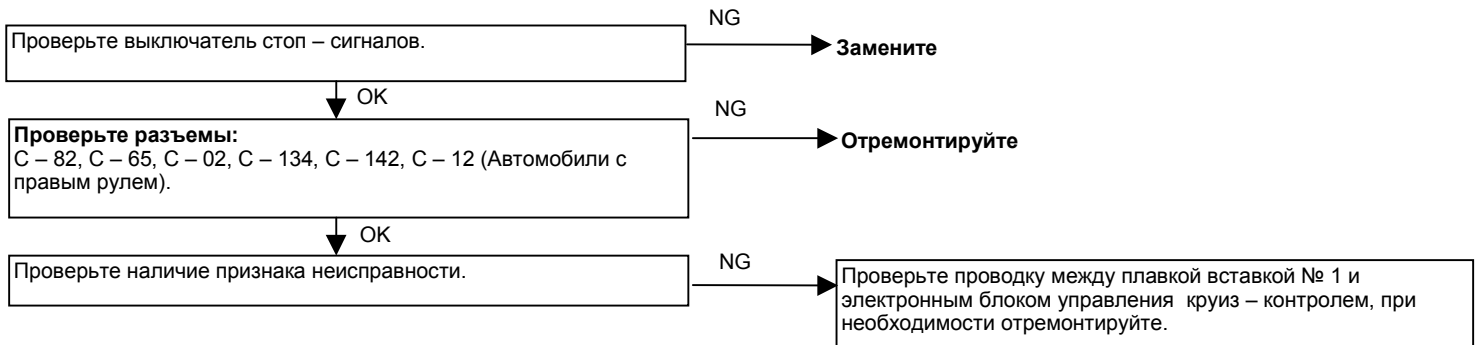 NG
Проверьте выключатель стоп – сигналов.
Замените
OK
NG
Проверьте разъемы:
С – 82, С – 65, С – 02, С – 134, С – 142, С – 12 (Автомобили с
правым рулем).
Отремонтируйте
OK
Проверьте наличие признака неисправности.
NG
Проверьте проводку между плавкой вставкой № 1 и
электронным блоком управления круиз – контролем, при
необходимости отремонтируйте.